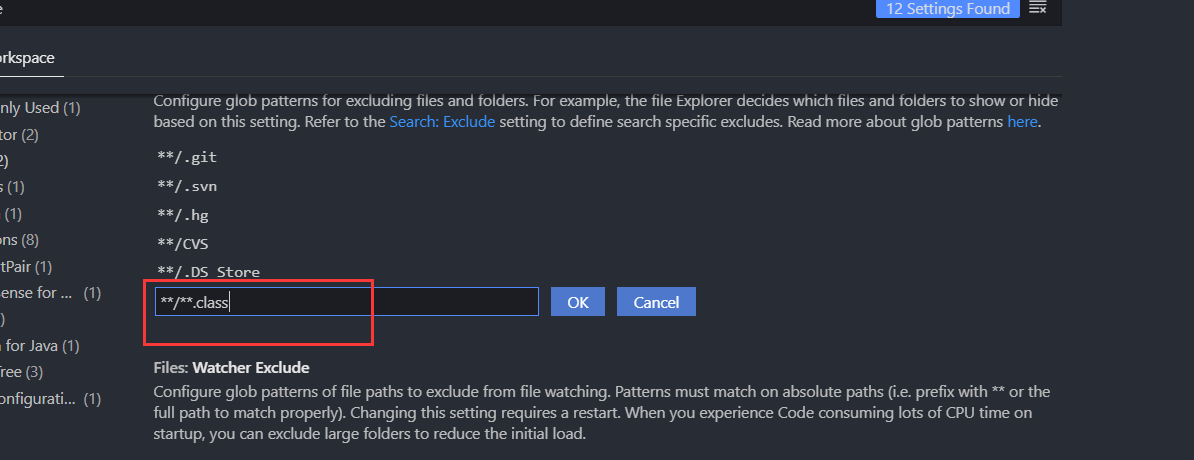 12 Settings Found
Configure glob patterns for excluding files and folders. For example, the file Explorer decides which files and folders to show or hide
based on this setting. Refer to the Search: Exclude setting to define search specific excludes. Read more about glob patterns here.
**/.git
**/.svn
**/.hg
**/CVS
**/.DS_Store
**/**.class
OK
Cancel
Files: Watcher Exclude
Configure glob patterns of file paths to exclude from file watching. Patterns must match on absolute paths (i.e. prefix with ** or the
full path to match properly). Changing this setting requires a restart. When you experience Code consuming lots of CPU time on
startup, you can exclude large folders to reduce the initial load.
orkspace
nly Used (1)
tor (2)
2)
s (1)
(1)
ons (8)
tPair (1)
sense for ... (1)
)
for Java (1)
ree (3)
onfigurati... (1)